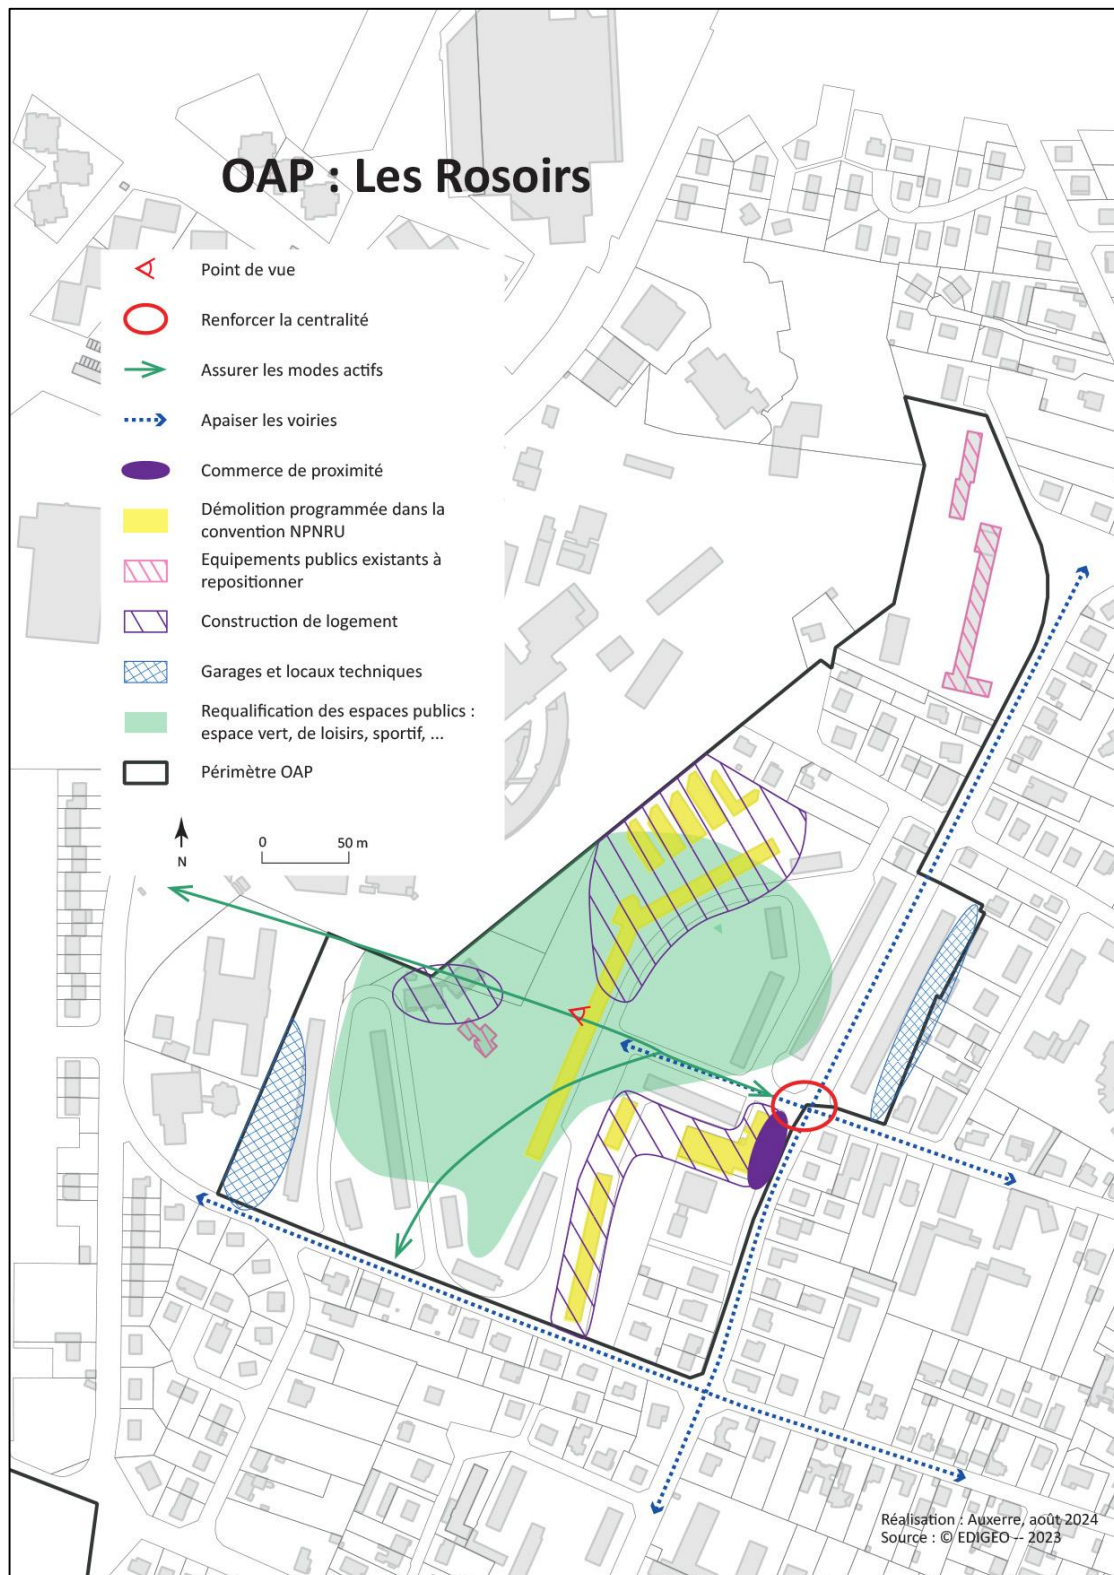 OAP : Les Rosoirs
Point de vue
Renforcer la centralité
Assurer les modes actifs
Apaiser les voiries
Commerce de proximité
Démolition programmée dans la
convention NPNRU
Equipements publics existants à
repositionner
Construction de logement
Garages et locaux techniques
Requalification des espaces publics :
espace vert, de loisirs, sportif, ...
Périmètre OAP
N
0 50 m
Réalisation : Auxerre, août 2024
Source : © EDIGEO -- 2023